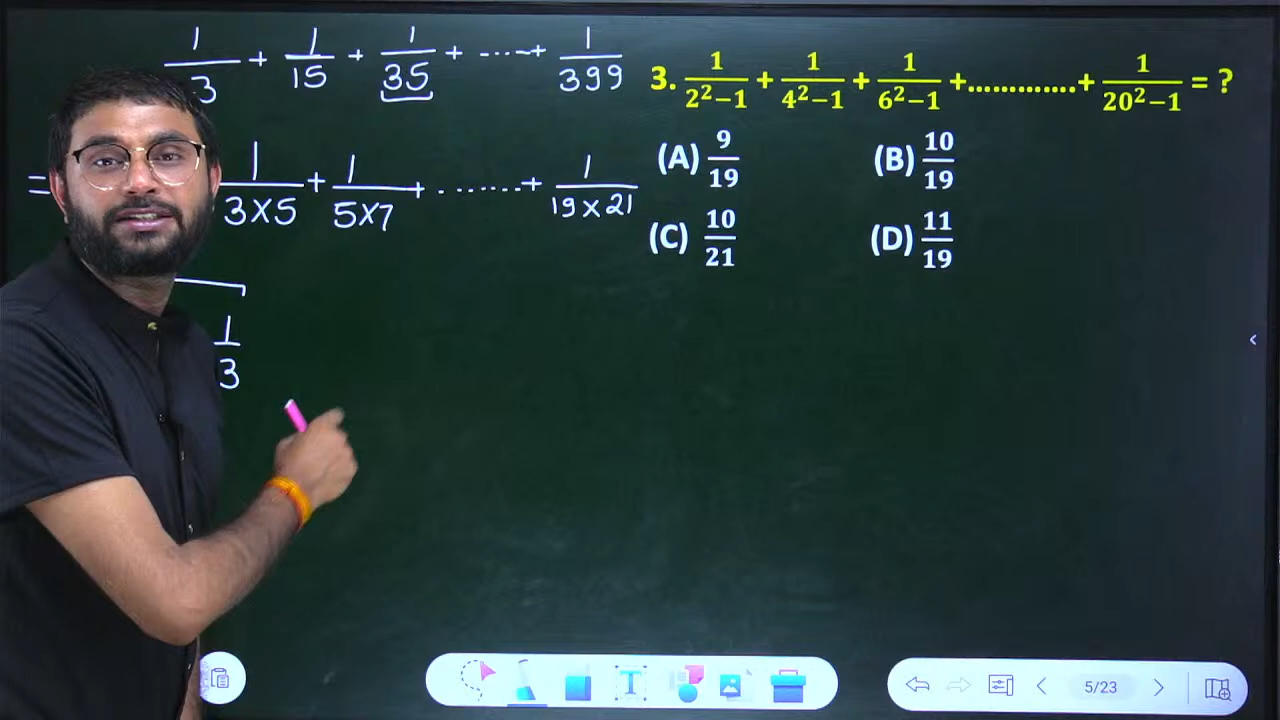 1/3 + 1/15 + 1/35 + ..... + 1/399
= 1/3×5 + 1/5×7 + ....... + 1/19×21
1/3
3. 1/2²−1 + 1/4²−1 + 1/6²−1 +.............+ 1/20²−1 = ?
(A) 9/19 (B) 10/19
(C) 10/21 (D) 11/19
T
5/23